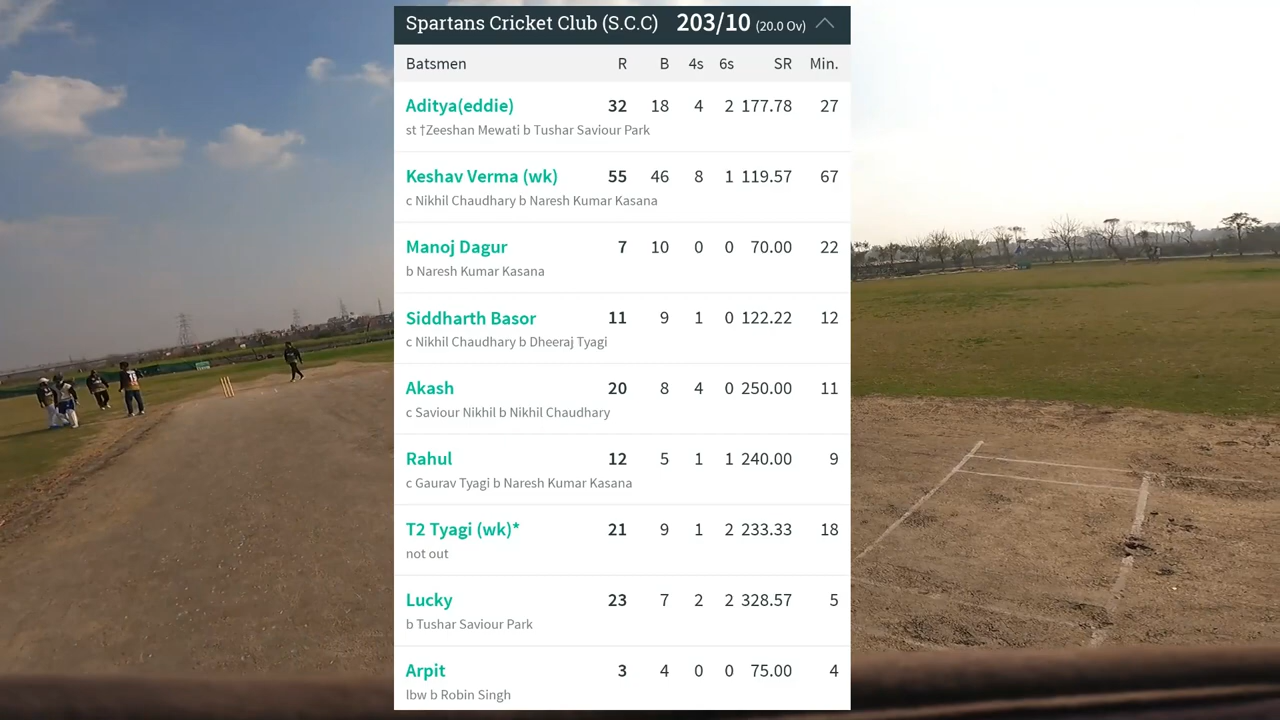 Spartans Cricket Club (S.C.C) 203/10 (20.0 Ov)
Batsmen R B 4s 6s SR Min.
Aditya(eddie) 32 18 4 2 177.78 27
st †Zeeshan Mewati b Tushar Saviour Park
Keshav Verma (wk) 55 46 8 1 119.57 67
c Nikhil Chaudhary b Naresh Kumar Kasana
Manoj Dagur 7 10 0 0 70.00 22
b Naresh Kumar Kasana
Siddharth Basor 11 9 1 0 122.22 12
c Nikhil Chaudhary b Dheeraj Tyagi
Akash 20 8 4 0 250.00 11
c Saviour Nikhil b Nikhil Chaudhary
Rahul 12 5 1 1 240.00 9
c Gaurav Tyagi b Naresh Kumar Kasana
T2 Tyagi (wk)* 21 9 1 2 233.33 18
not out
Lucky 23 7 2 2 328.57 5
b Tushar Saviour Park
Arpit 3 4 0 0 75.00 4
lbw b Robin Singh